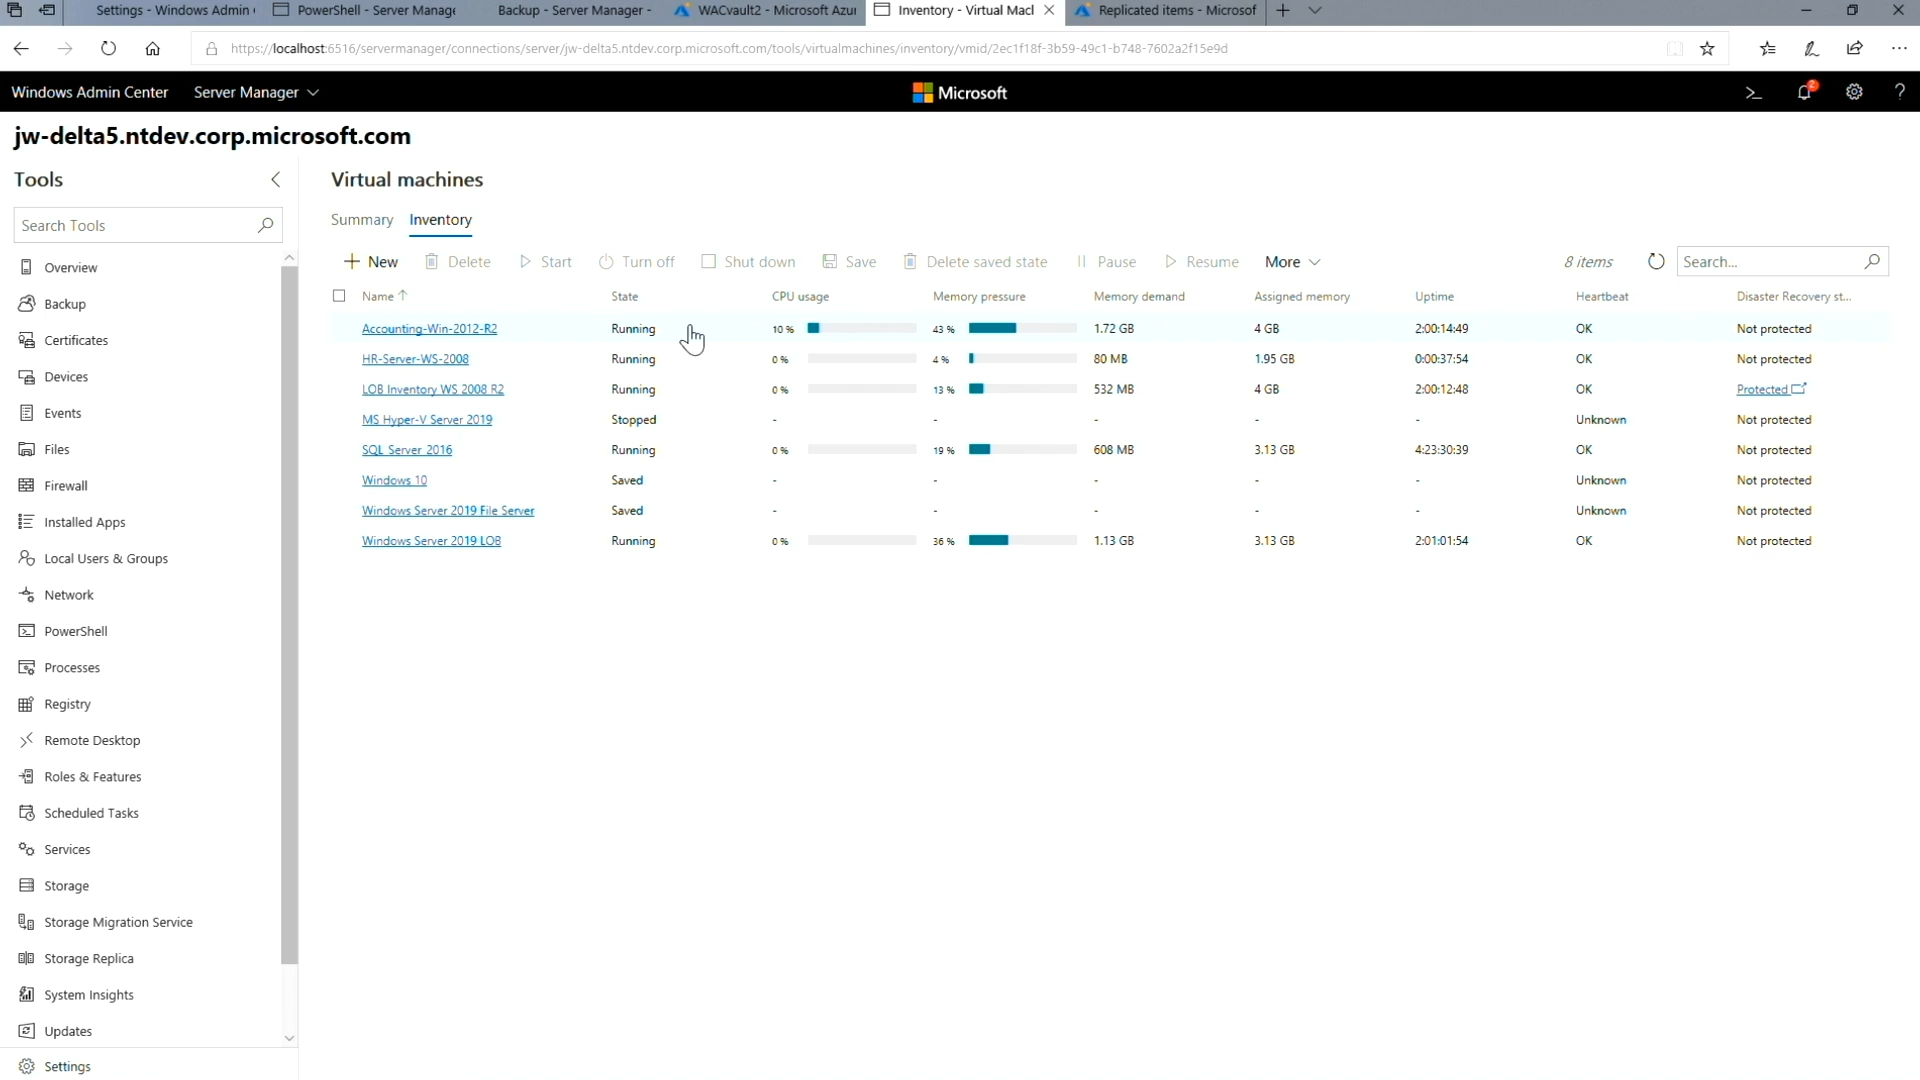 Settings - Windows Admin
PowerShell - Server Manage
Backup - Server Manager -
WACvault2 - Microsoft Azu
Inventory - Virtual Macl
Replicated items - Microsof
https://localhost:6516/servermanager/connections/server/jw-delta5.ntdev.corp.microsoft.com/tools/virtualmachines/inventory/vmid/2ec1f18f-3b59-49c1-b748-7602a2f15e9d
Windows Admin Center Server Manager
Microsoft
2
?
jw-delta5.ntdev.corp.microsoft.com
Tools
Search Tools
Overview
Backup
Certificates
Devices
Events
Files
Firewall
Installed Apps
Local Users & Groups
Network
PowerShell
Processes
Registry
Remote Desktop
Roles & Features
Scheduled Tasks
Services
Storage
Storage Migration Service
Storage Replica
System Insights
Updates
Settings
Virtual machines
Summary Inventory
New Delete Start Turn off Shut down Save Delete saved state Pause Resume More 8 items Search...
Name State CPU usage Memory pressure Memory demand Assigned memory Uptime Heartbeat Disaster Recovery st...
Accounting-Win-2012-R2 Running 10 % 43 % 1.72 GB 4 GB 2:00:14:49 OK Not protected
HR-Server-WS-2008 Running 0 % 4 % 80 MB 1.95 GB 0:00:37:54 OK Not protected
LOB Inventory WS 2008 R2 Running 0 % 13 % 532 MB 4 GB 2:00:12:48 OK Protected
MS Hyper-V Server 2019 Stopped - - - - - Unknown Not protected
SQL Server 2016 Running 0 % 19 % 608 MB 3.13 GB 4:23:30:39 OK Not protected
Windows 10 Saved - - - - - Unknown Not protected
Windows Server 2019 File Server Saved - - - - - Unknown Not protected
Windows Server 2019 LOB Running 0 % 36 % 1.13 GB 3.13 GB 2:01:01:54 OK Not protected